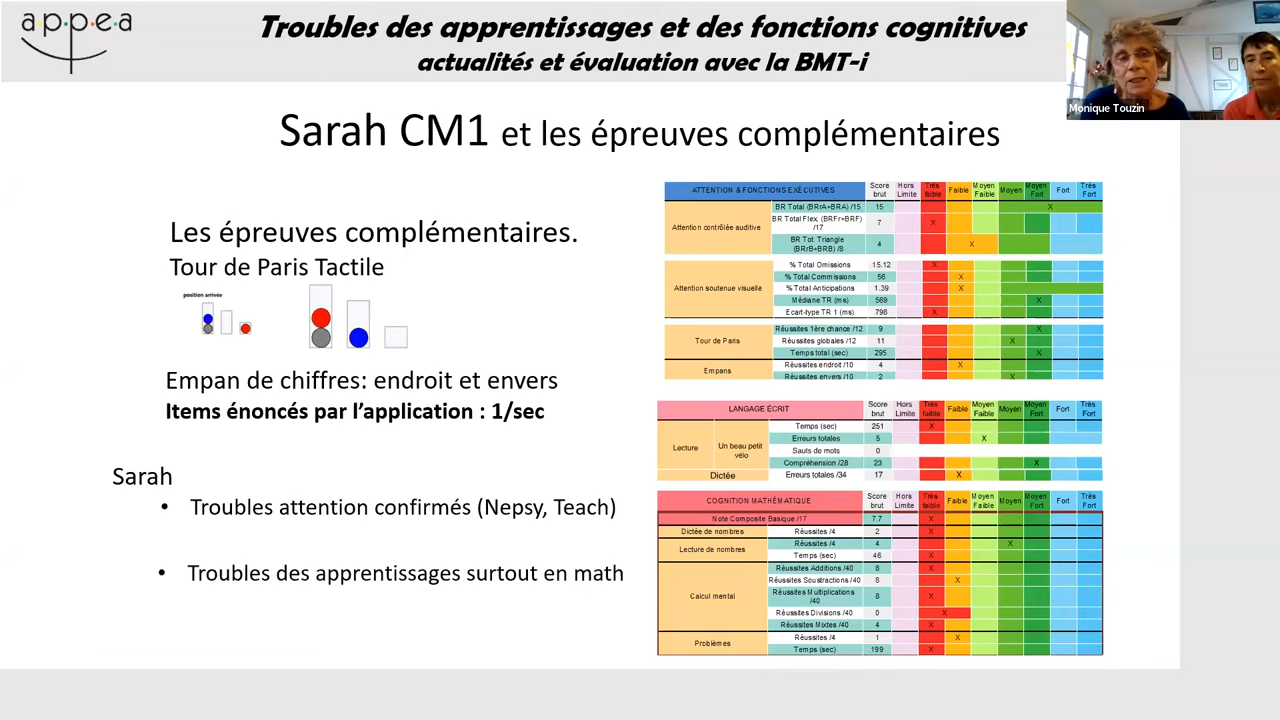 appea
Troubles des apprentissages et des fonctions cognitives
actualités et évaluation avec la BMT-i
Monique Touzin
Sarah CM1 et les épreuves complémentaires
Les épreuves complémentaires.
Tour de Paris Tactile
position arrivée
Empan de chiffres: endroit et envers
Items énoncés par l’application : 1/sec
Sarah
• Troubles attention confirmés (Nepsy, Teach)
• Troubles des apprentissages surtout en math
ATTENTION & FONCTIONS EXÉCUTIVES Score brut Hors Limite Très faible Faible Moyen Faible Moyen Moyen Fort Fort Très Fort
Attention contrôlée auditive
BR Total (BRrA+BRA) /15 15 X
BR Total Flex. (BRFr+BRF) /17 7 X
BR Tot. Triangle (BRrB+BRB) /8 4 X
Attention soutenue visuelle
% Total Omissions 15.12 X
% Total Commissions 56 X
% Total Anticipations 1.39 X
Médiane TR (ms) 569 X
Ecart-type TR 1 (ms) 798 X
Tour de Paris
Réussites 1ère chance /12 9 X
Réussites globales /12 11 X
Temps total (sec) 295 X
Empans
Réussites endroit /10 4 X
Réussites envers /10 2 X
LANGAGE ÉCRIT Score brut Hors Limite Très faible Faible Moyen Faible Moyen Moyen Fort Fort Très Fort
Lecture
Un beau petit vélo
Temps (sec) 251 X
Erreurs totales 5 X
Sauts de mots 0
Compréhension /28 23 X
Dictée Erreurs totales /34 17 X
COGNITION MATHÉMATIQUE Score brut Hors Limite Très faible Faible Moyen Faible Moyen Moyen Fort Fort Très Fort
Note Composite Basique /17 7.7 X
Dictée de nombres Réussites /4 2 X
Lecture de nombres
Réussites /4 4 X
Temps (sec) 46 X
Calcul mental
Réussites Additions /40 8 X
Réussites Soustractions /40 8 X
Réussites Multiplications /40 8 X
Réussites Divisions /40 0 X
Réussites Mixtes /40 4 X
Problèmes
Réussites /4 1 X
Temps (sec) 199 X